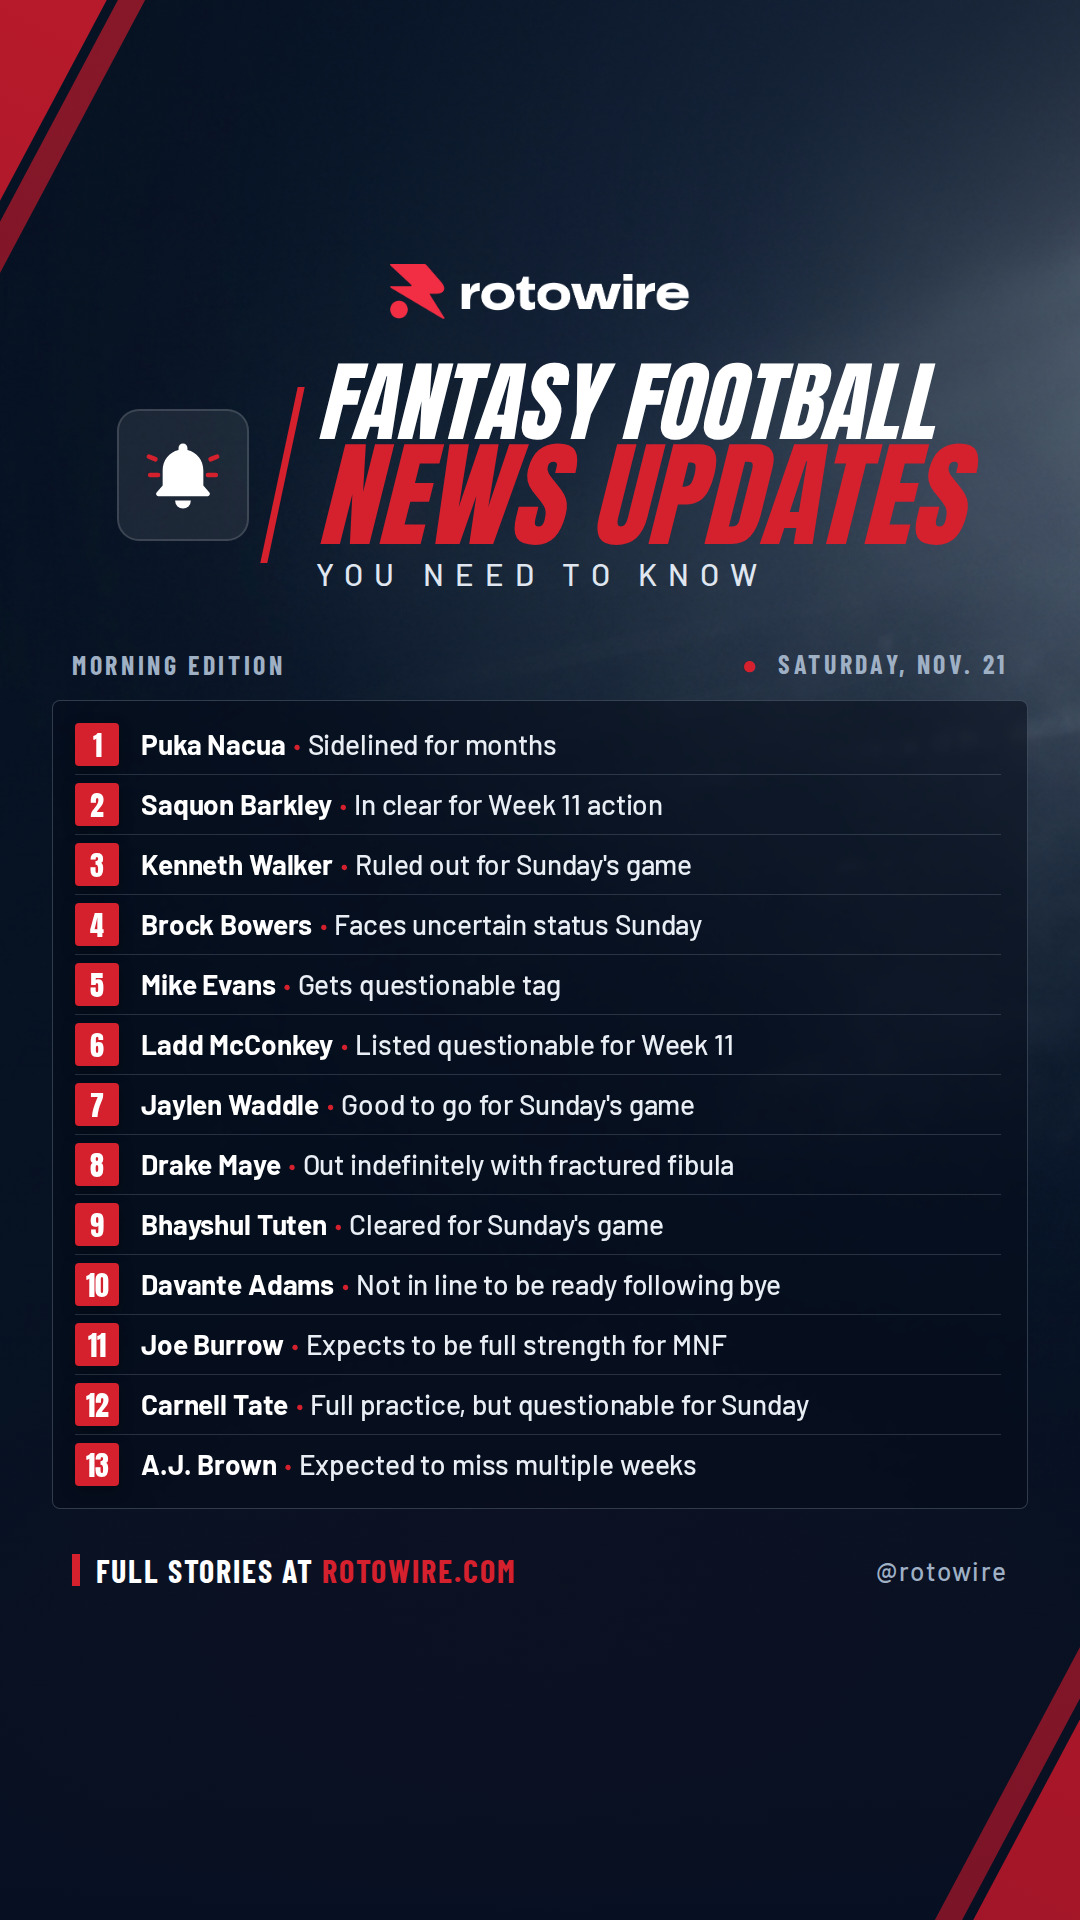 rotowire
FANTASY FOOTBALL
NEWS UPDATES
YOU NEED TO KNOW
MORNING EDITION • SATURDAY, NOV. 21
1 Puka Nacua • Sidelined for months
2 Saquon Barkley • In clear for Week 11 action
3 Kenneth Walker • Ruled out for Sunday's game
4 Brock Bowers • Faces uncertain status Sunday
5 Mike Evans • Gets questionable tag
6 Ladd McConkey • Listed questionable for Week 11
7 Jaylen Waddle • Good to go for Sunday's game
8 Drake Maye • Out indefinitely with fractured fibula
9 Bhayshul Tuten • Cleared for Sunday's game
10 Davante Adams • Not in line to be ready following bye
11 Joe Burrow • Expects to be full strength for MNF
12 Carnell Tate • Full practice, but questionable for Sunday
13 A.J. Brown • Expected to miss multiple weeks
FULL STORIES AT ROTOWIRE.COM @rotowire